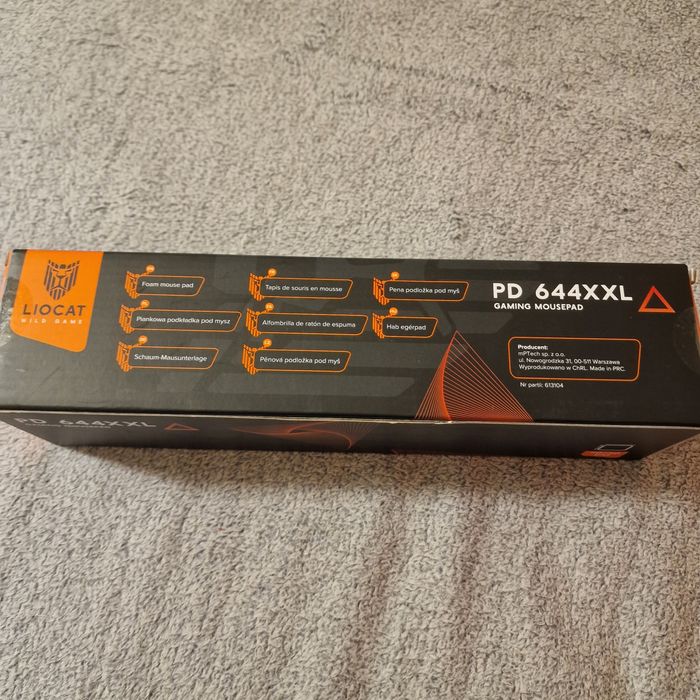 LIOCAT
WILD GAME
Foam mouse pad
Piankowa podkładka pod mysz
Schaum-Mausunterlage
Tapis de souris en mousse
Alfombrilla de ratón de espuma
Pěnová podložka pod myš
Pena podložka pod myš
Hab egérpad
PD 644XXL
GAMING MOUSEPAD
Producent:
mPTech sp. z o.o.
ul. Nowogrodzka 31, 00-511 Warszawa
Wyprodukowano w ChRL. Made in PRC.
Nr partii: 613104
PD 644XXL
GAMING MOUSEPAD